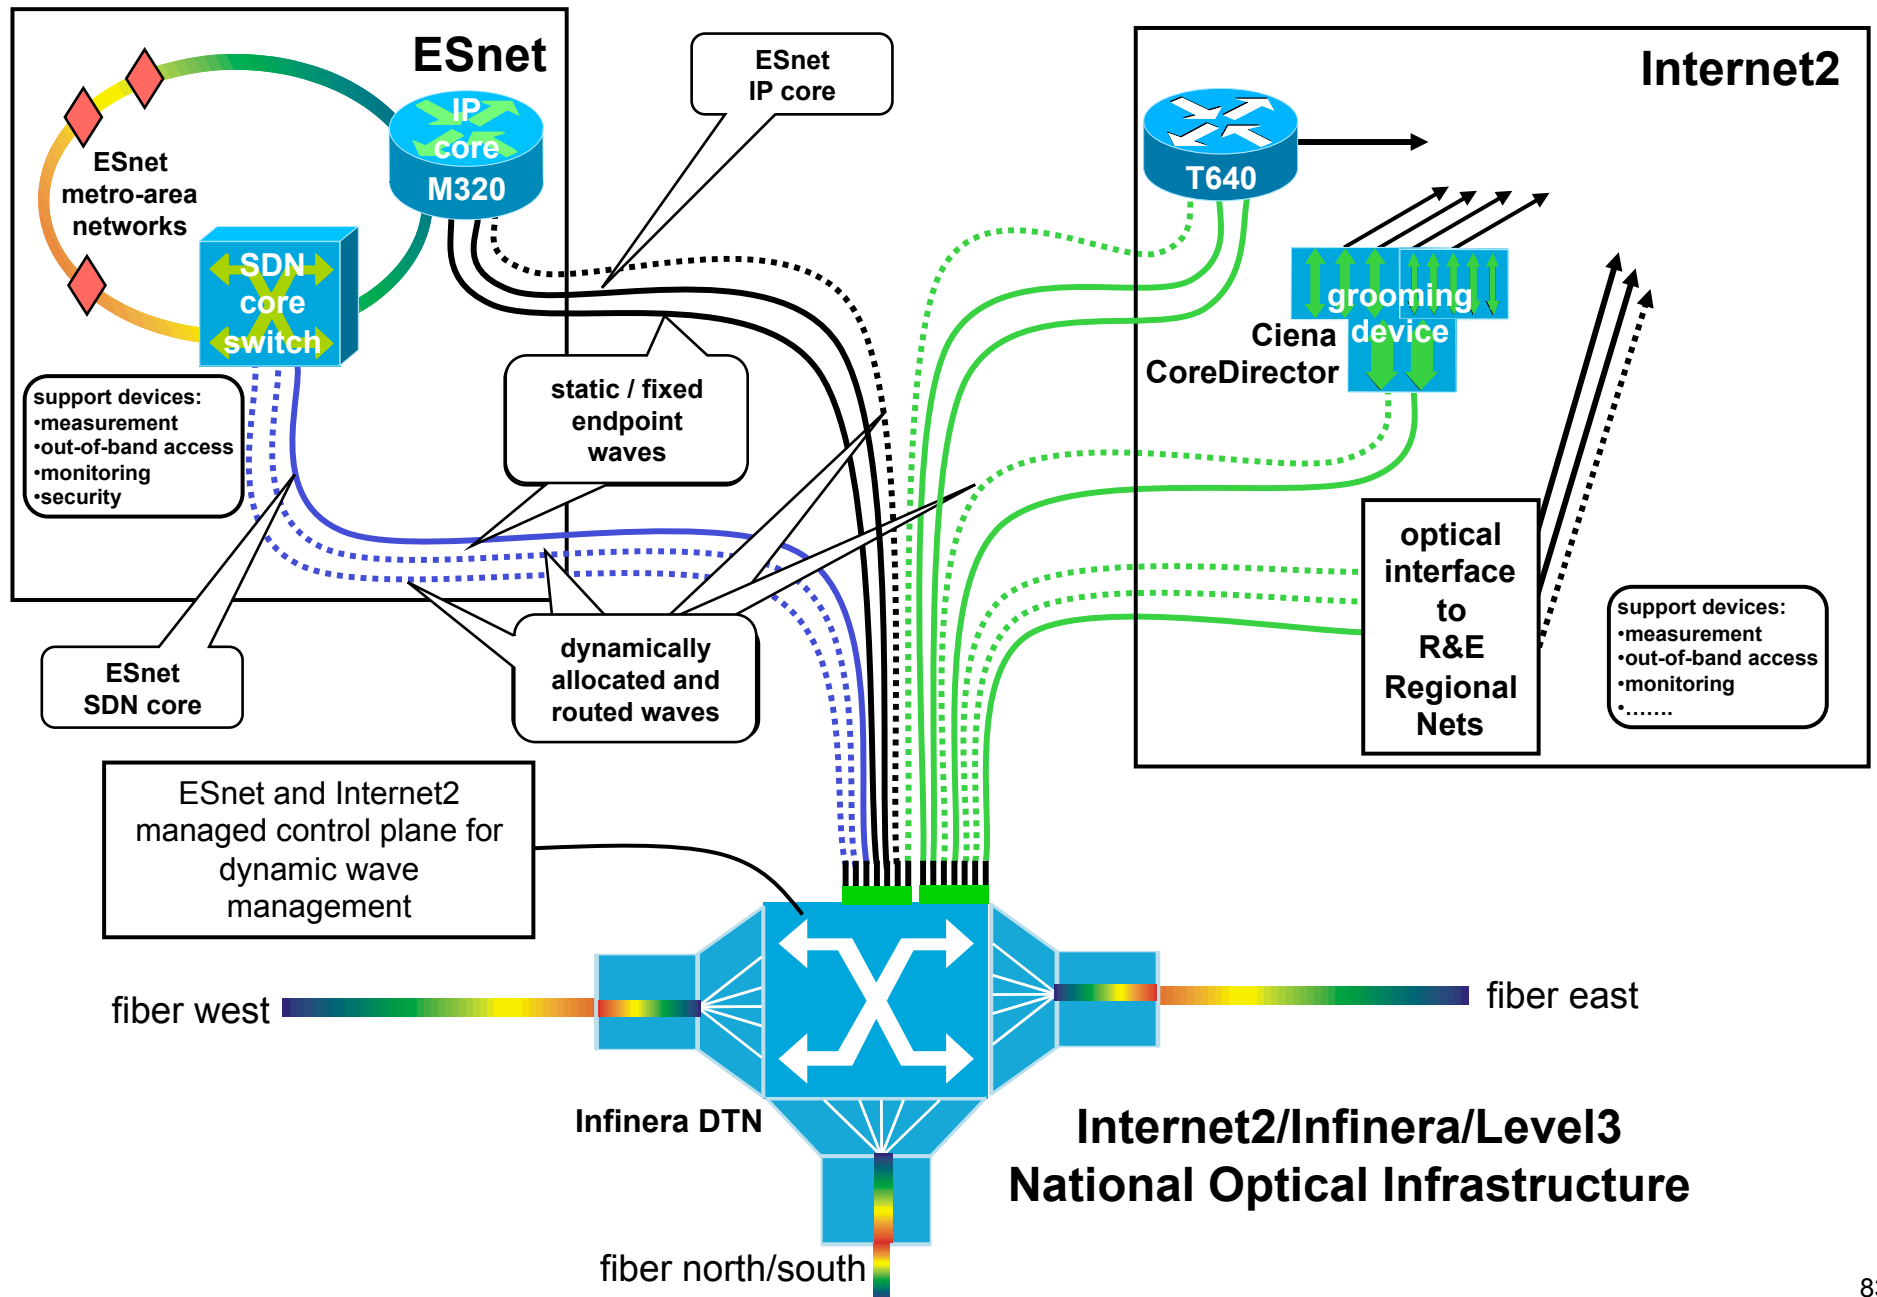 ESnet
IP
core
M320
ESnet
metro-area
networks
SDN
core
switch
support devices:
•measurement
•out-of-band access
•monitoring
•security
ESnet
IP core
static / fixed
endpoint
waves
ESnet
SDN core
dynamically
allocated and
routed waves
Internet2
T640
grooming
device
Ciena
CoreDirector
optical
interface
to
R&E
Regional
Nets
support devices:
•measurement
•out-of-band access
•monitoring
•…….
ESnet and Internet2
managed control plane for
dynamic wave
management
fiber west
fiber east
Infinera DTN
Internet2/Infinera/Level3
National Optical Infrastructure
fiber north/south